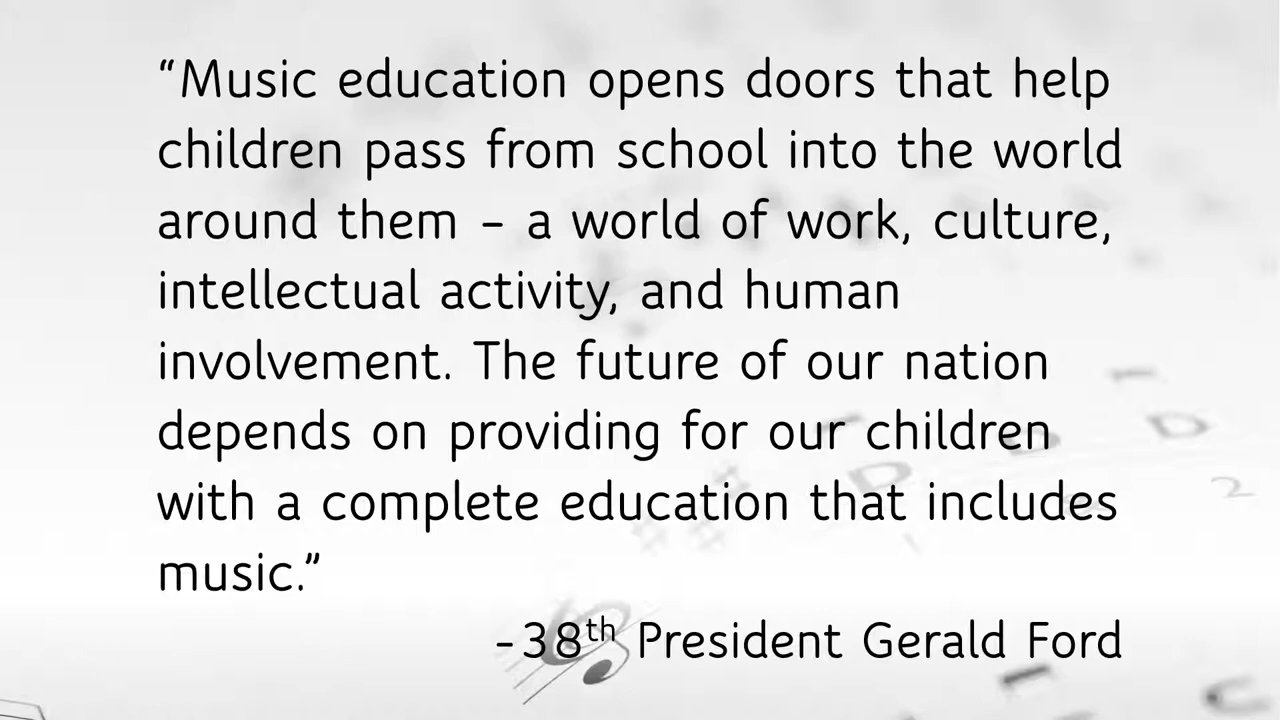 “Music education opens doors that help
children pass from school into the world
around them – a world of work, culture,
intellectual activity, and human
involvement. The future of our nation
depends on providing for our children
with a complete education that includes
music.”
-38th President Gerald Ford